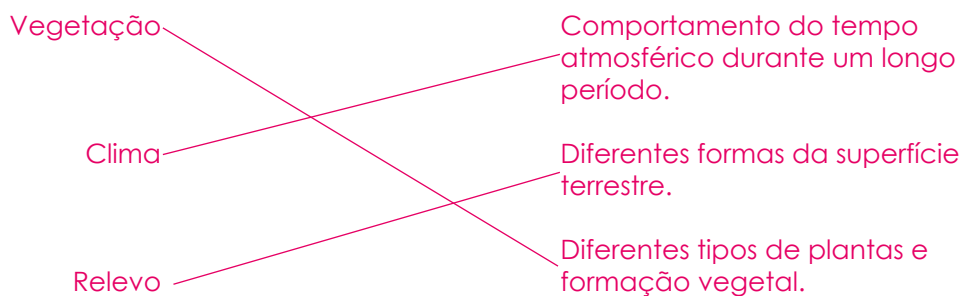 Vegetação
Clima
Relevo
Comportamento do tempo
atmosférico durante um longo
período.
Diferentes formas da superfície
terrestre.
Diferentes tipos de plantas e
formação vegetal.